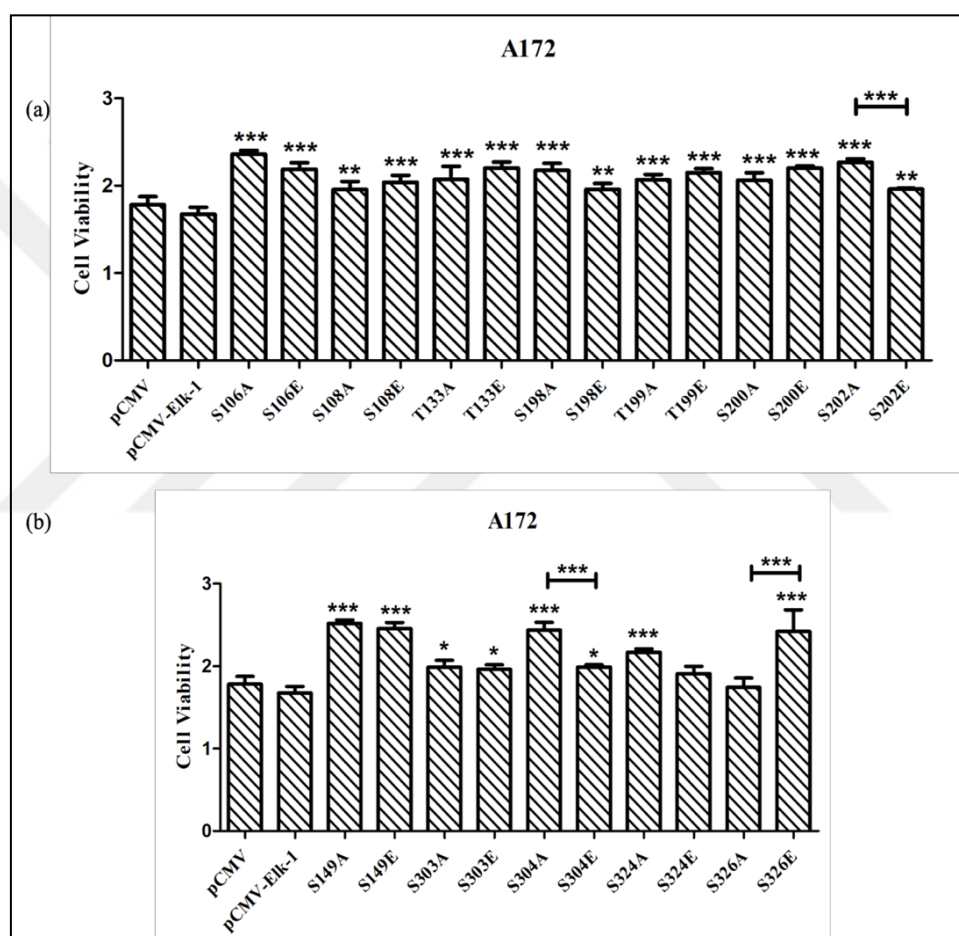 A172
(a)
3
***
*** *** ** *** *** *** *** ** *** *** *** *** *** **
2
1
0
Cell Viability
pCMV pCMV-Elk-1 S106A S106E S108A S108E T133A T133E S198A S198E T199A T199E S200A S200E S202A S202E
(b)
A172
*** ***
3
*** *** * * *** * *** ***
2
1
0
Cell Viability
pCMV pCMV-Elk-1 S149A S149E S303A S303E S304A S304E S324A S324E S326A S326E